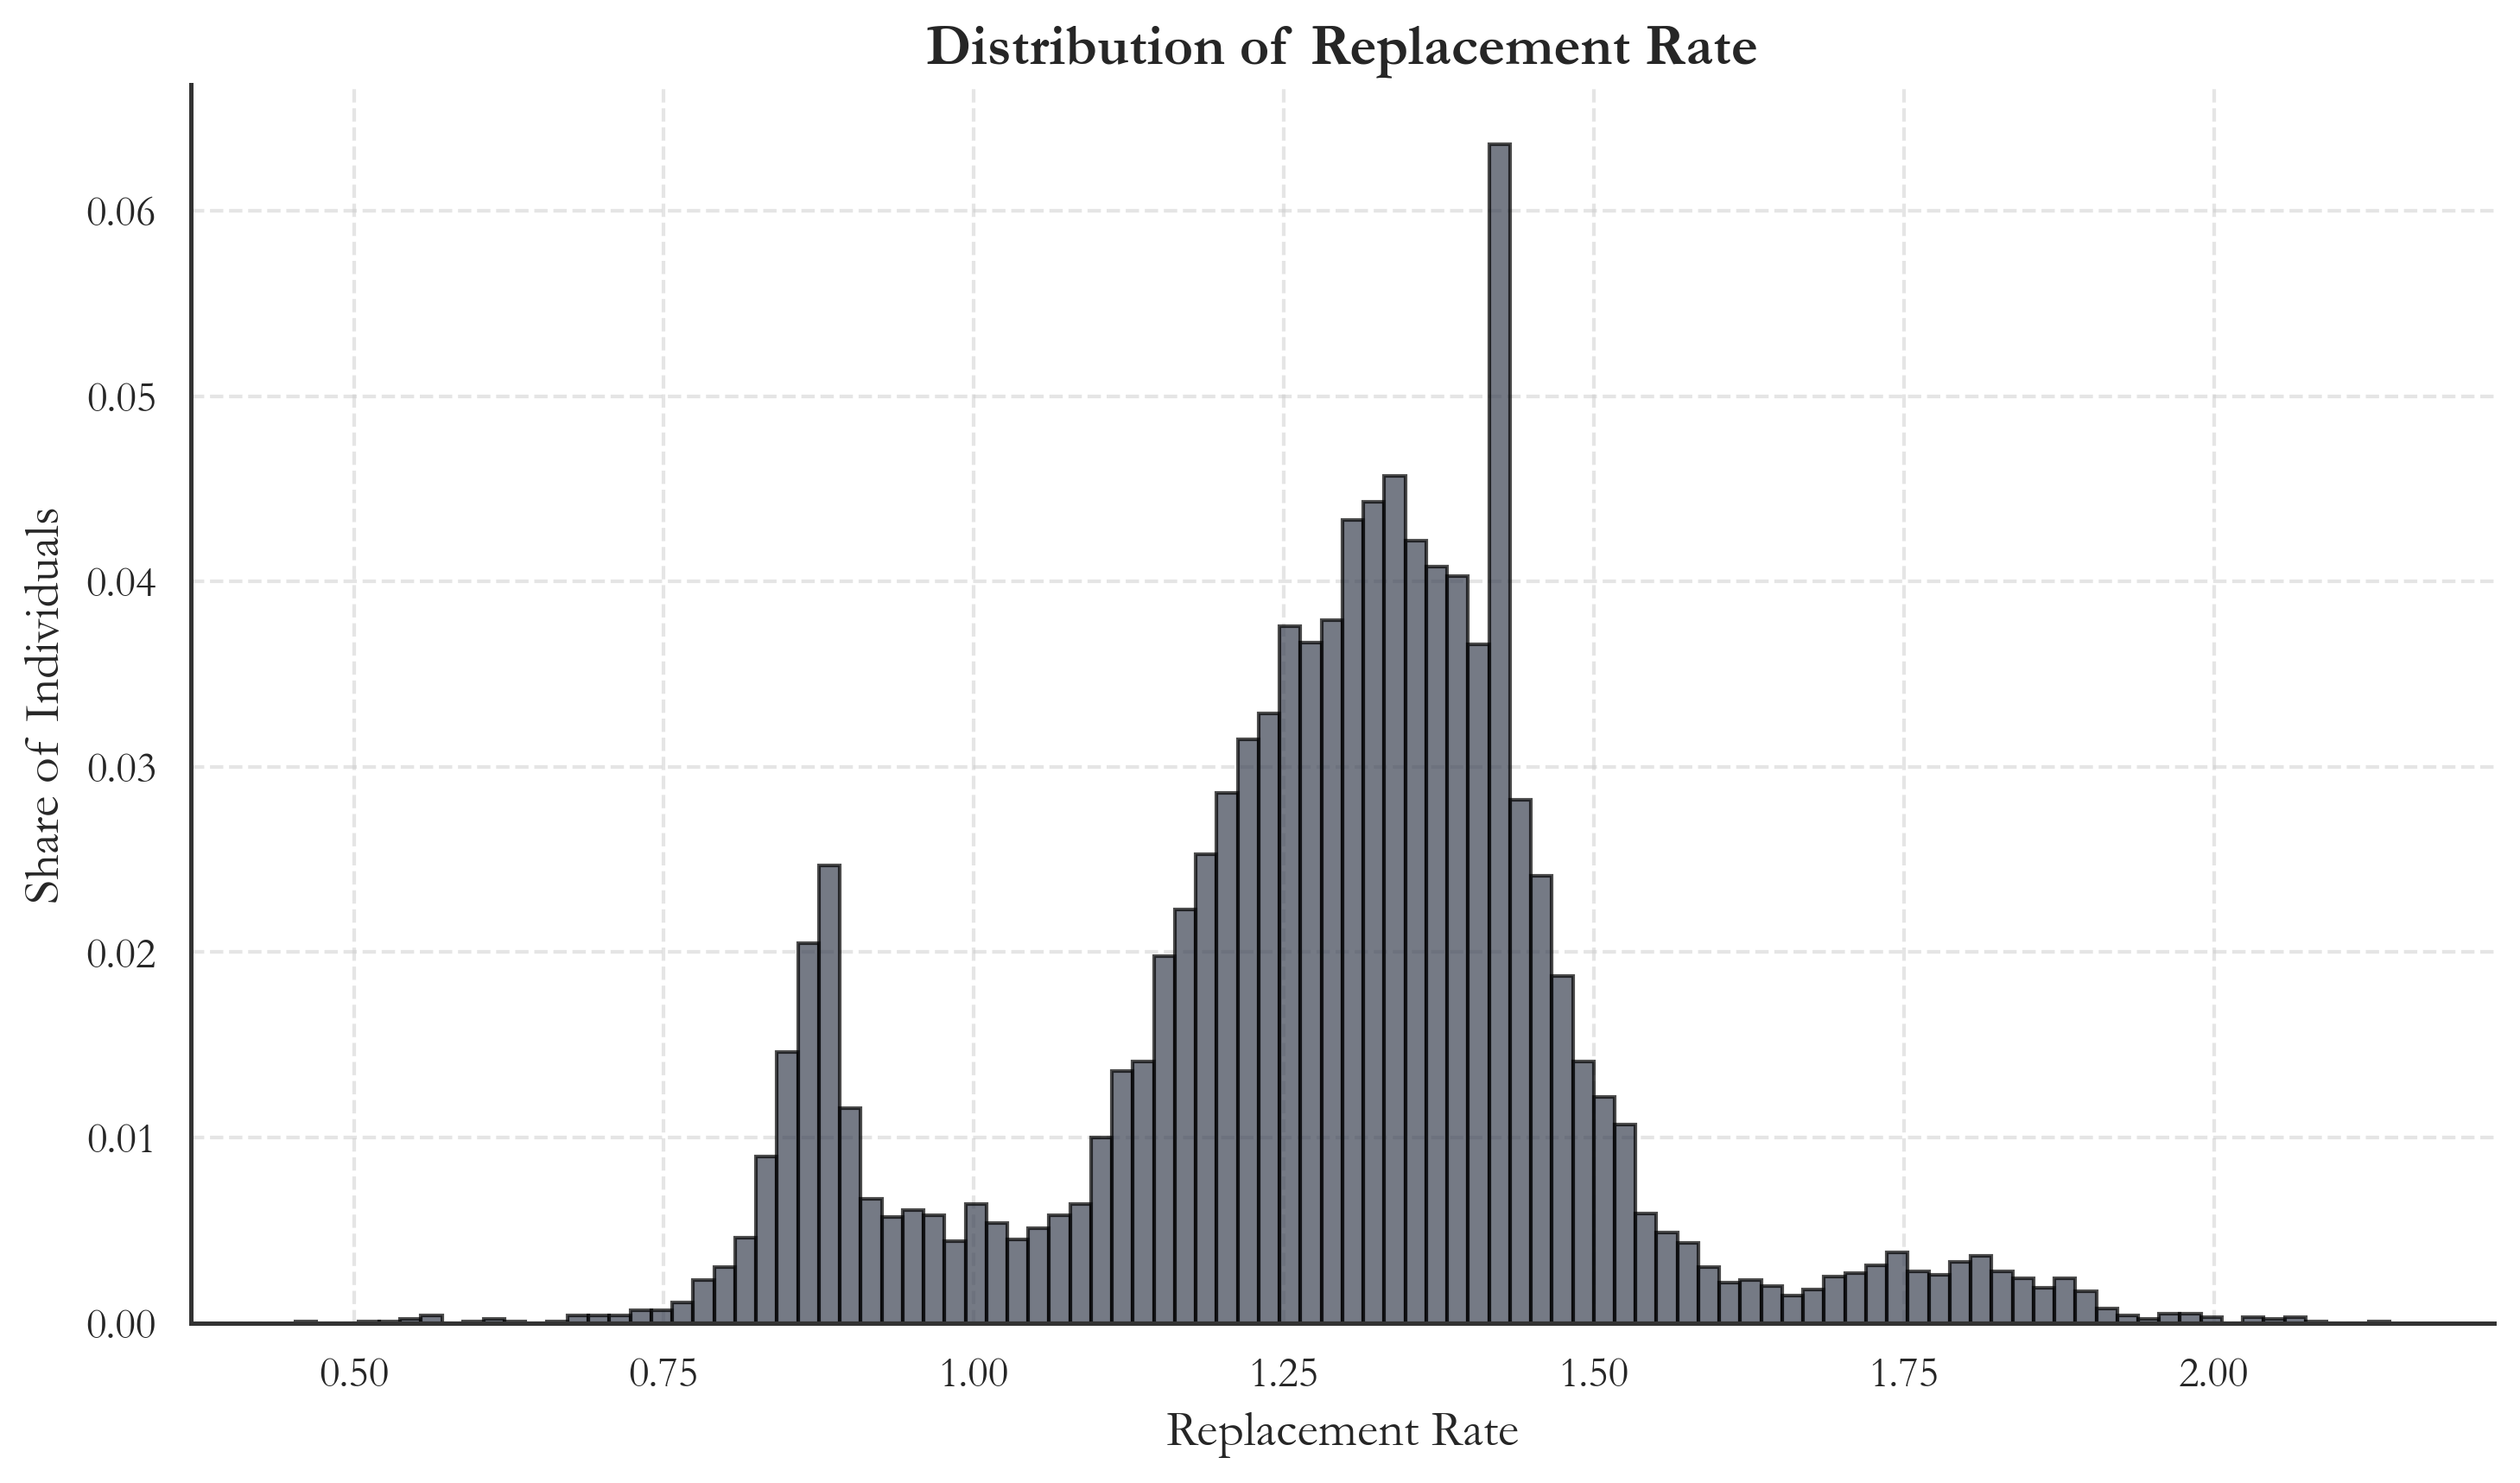 Distribution of Replacement Rate
0.06
0.05
0.04
0.03
0.02
0.01
0.00
Share of Individuals
0.50 0.75 1.00 1.25 1.50 1.75 2.00
Replacement Rate